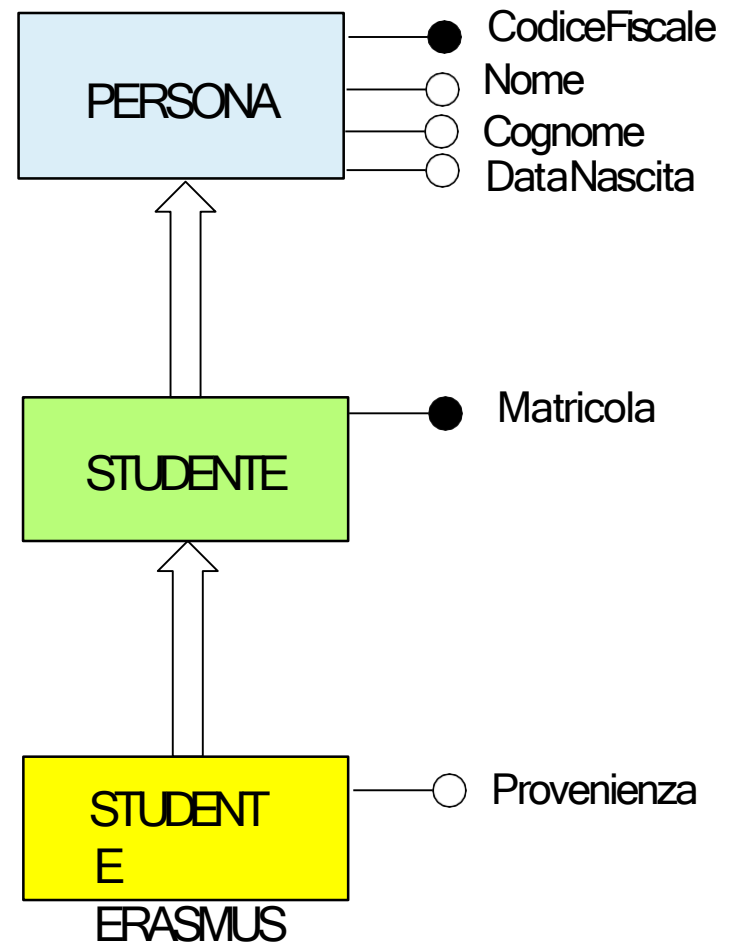 PERSONA
CodiceFiscale
Nome
Cognome
DataNascita
STUDENTE
Matricola
STUDENT
E
ERASMUS
Provenienza